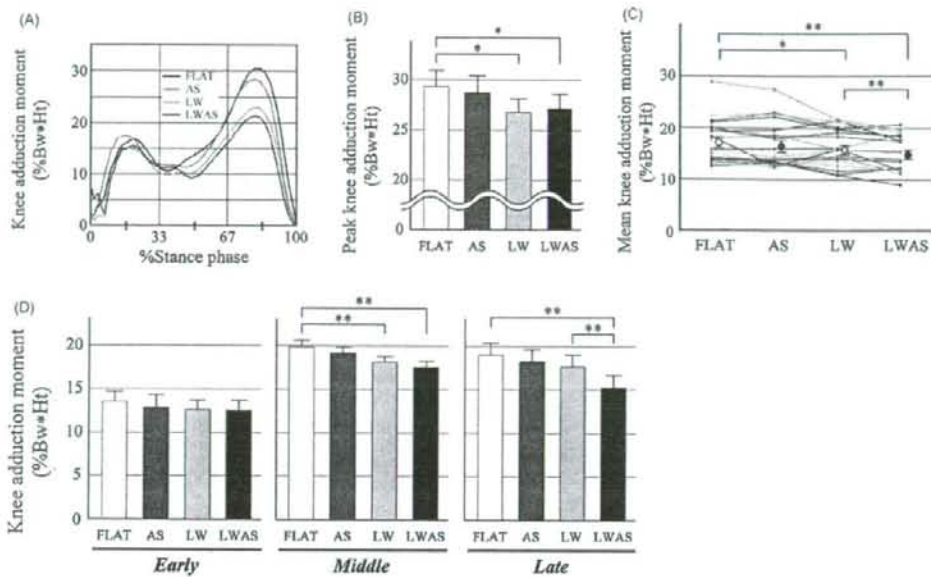 (A)
Knee adduction moment
(%Bw*Ht)
30
25
20
15
10
5
0
FLAT
AS
LW
LWAS
0
33
67
100
%Stance phase
(B)
Peak knee adduction moment
(%Bw*Ht)
*
*
30
25
20
0
FLAT AS LW LWAS
(C)
Mean knee adduction moment
(%Bw*Ht)
**
*
**
30
20
10
0
FLAT AS LW LWAS
(D)
Knee adduction moment
(%Bw*Ht)
20
15
10
5
0
**
**
**
**
FLAT AS LW LWAS
FLAT AS LW LWAS
FLAT AS LW LWAS
Early
Middle
Late